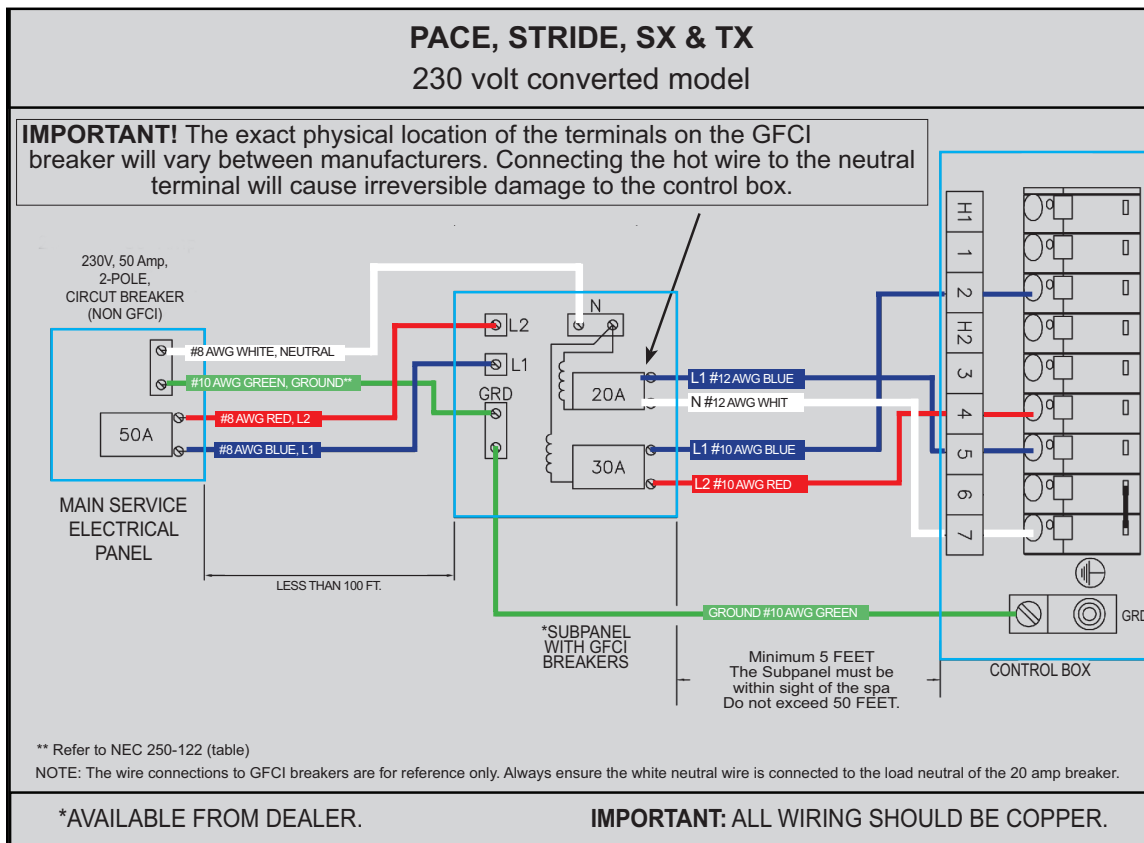 PACE, STRIDE, SX & TX
230 volt converted model
IMPORTANT! The exact physical location of the terminals on the GFCI
breaker will vary between manufacturers. Connecting the hot wire to the neutral
terminal will cause irreversible damage to the control box.
230V, 50 Amp,
2-POLE,
CIRCUT BREAKER
(NON GFCI)
#8 AWG WHITE, NEUTRAL
#10 AWG GREEN, GROUND**
#8 AWG RED, L2
#8 AWG BLUE, L1
50A
MAIN SERVICE
ELECTRICAL
PANEL
LESS THAN 100 FT.
N
L2
L1
GRD
20A
30A
*SUBPANEL
WITH GFCI
BREAKERS
L1 #12 AWG BLUE
N #12 AWG WHIT
L1 #10 AWG BLUE
L2 #10 AWG RED
GROUND #10 AWG GREEN
Minimum 5 FEET
The Subpanel must be
within sight of the spa
Do not exceed 50 FEET.
H1
1
2
H2
3
4
5
6
7
GRD
CONTROL BOX
** Refer to NEC 250-122 (table)
NOTE: The wire connections to GFCI breakers are for reference only. Always ensure the white neutral wire is connected to the load neutral of the 20 amp breaker.
*AVAILABLE FROM DEALER.
IMPORTANT: ALL WIRING SHOULD BE COPPER.